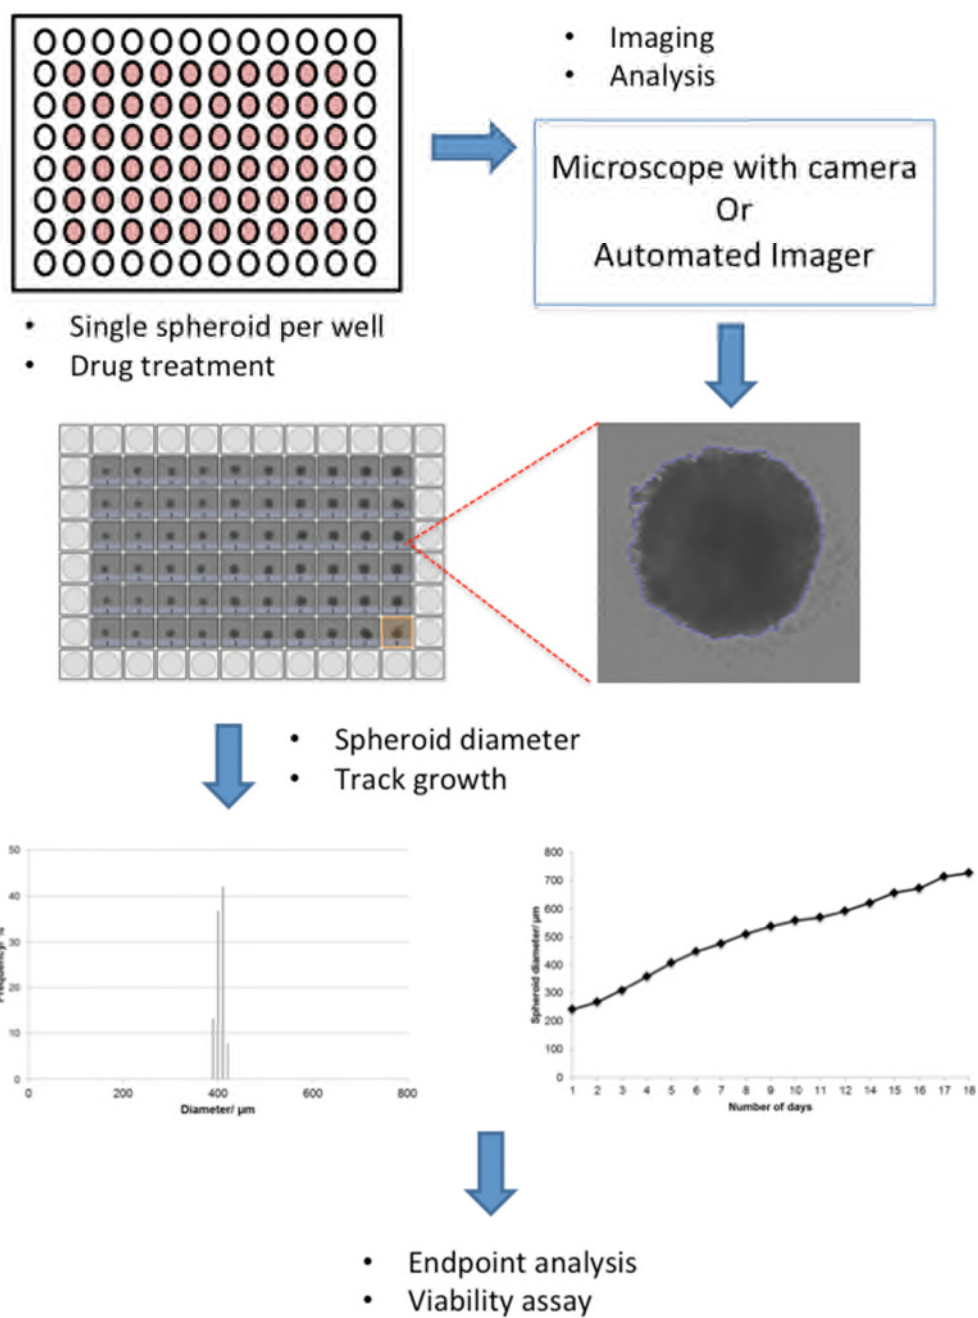 • Imaging
• Analysis
Microscope with camera
Or
Automated Imager
• Single spheroid per well
• Drug treatment
• Spheroid diameter
• Track growth
50
40
30
20
10
0
0 200 400 600 800
Frequency/ %
Diameter/ µm
800
700
600
500
400
300
200
100
0
1 2 3 4 5 6 7 8 9 10 11 12 14 15 16 17 18
Spheroid diameter/ µm
Number of days
• Endpoint analysis
• Viability assay